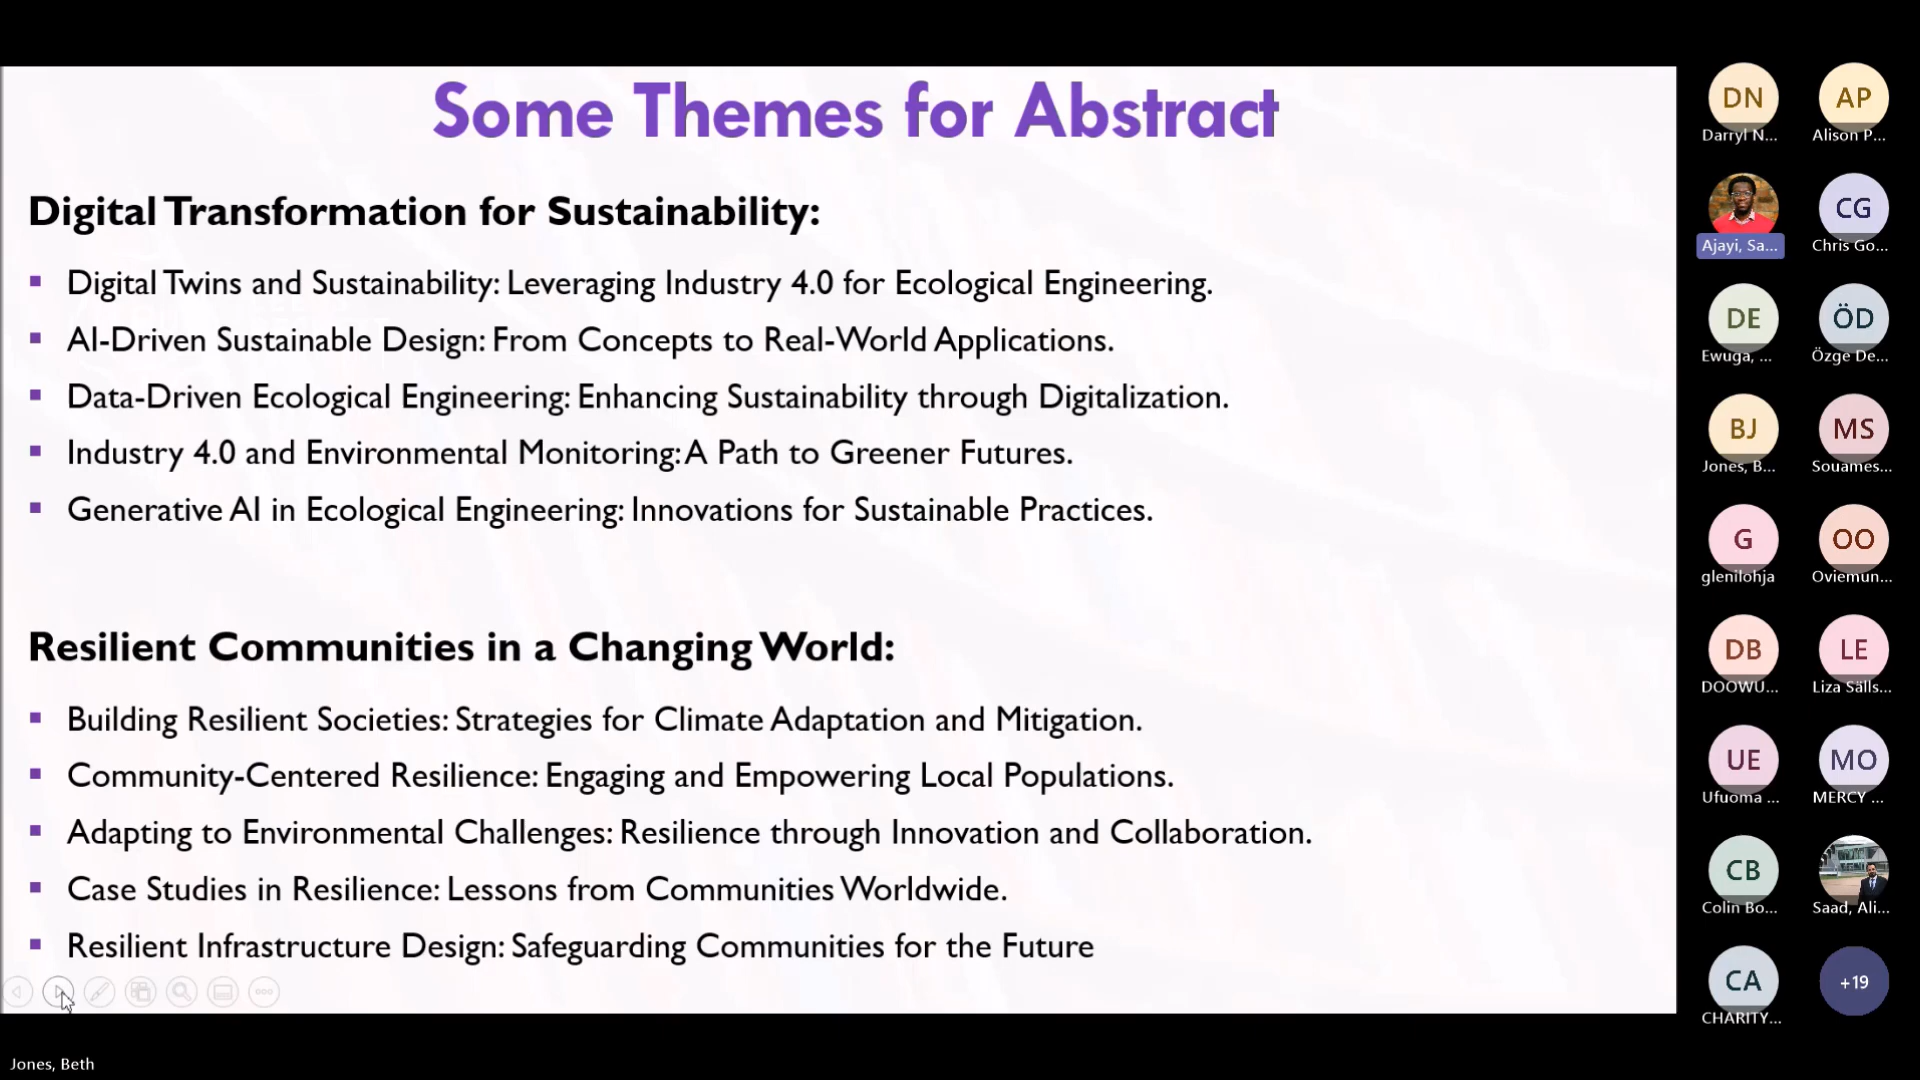 Some Themes for Abstract
Digital Transformation for Sustainability:
Digital Twins and Sustainability: Leveraging Industry 4.0 for Ecological Engineering.
AI-Driven Sustainable Design: From Concepts to Real-World Applications.
Data-Driven Ecological Engineering: Enhancing Sustainability through Digitalization.
Industry 4.0 and Environmental Monitoring: A Path to Greener Futures.
Generative AI in Ecological Engineering: Innovations for Sustainable Practices.
Resilient Communities in a Changing World:
Building Resilient Societies: Strategies for Climate Adaptation and Mitigation.
Community-Centered Resilience: Engaging and Empowering Local Populations.
Adapting to Environmental Challenges: Resilience through Innovation and Collaboration.
Case Studies in Resilience: Lessons from Communities Worldwide.
Resilient Infrastructure Design: Safeguarding Communities for the Future
DN
AP
Darryl N...
Alison P...
CG
Ajayi, Sa...
Chris Go...
DE
ÖD
Ewuga, ...
Özge De...
BJ
MS
Jones, B...
Souames...
G
OO
glenilohja
Oviemun...
DB
LE
DOOWU...
Liza Sälls...
UE
MO
Ufuoma ...
MERCY ...
CB
Colin Bo...
Saad, Ali...
CA
+19
CHARITY...
Jones, Beth